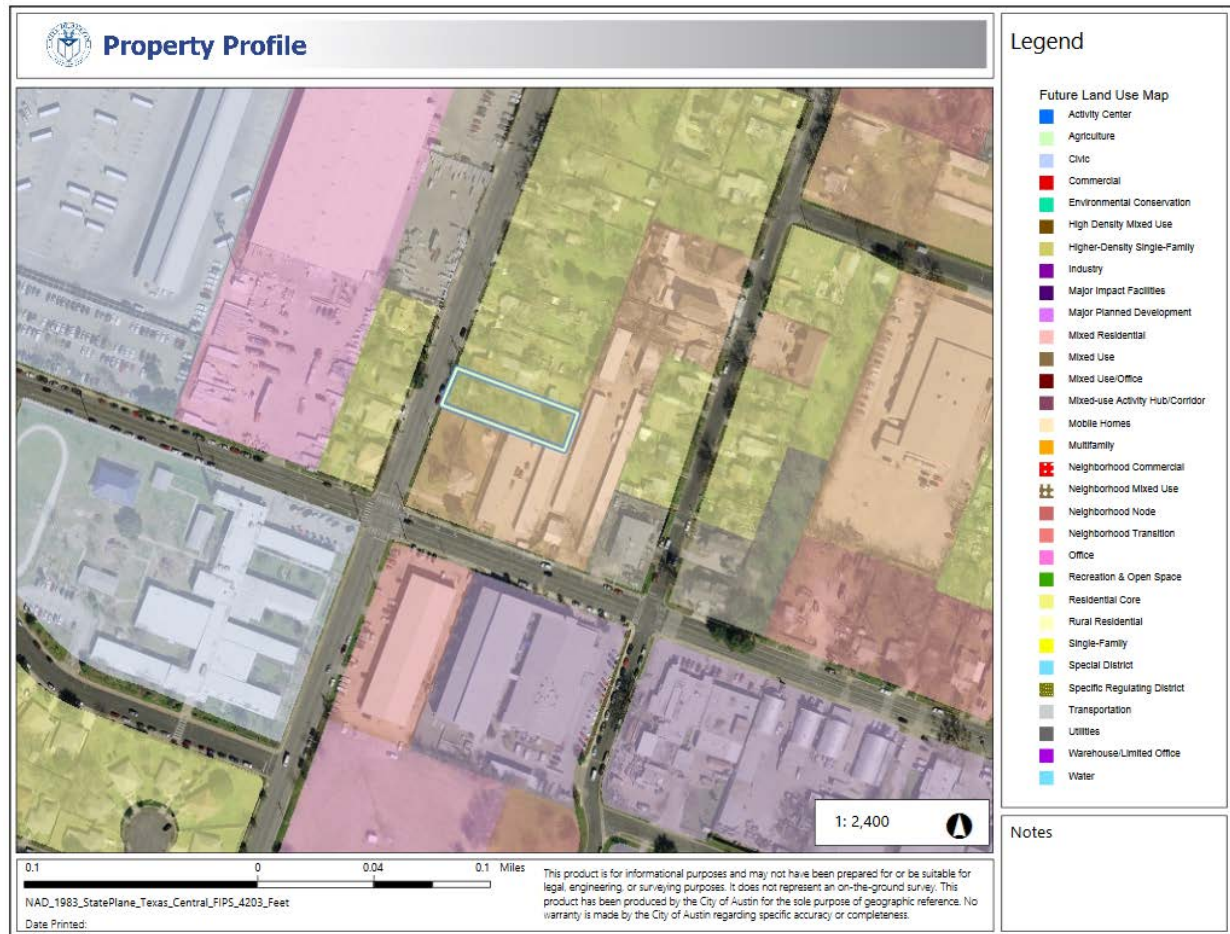 Property Profile
Legend
Future Land Use Map
Activity Center
Agriculture
Civic
Commercial
Environmental Conservation
High Density Mixed Use
Higher-Density Single-Family
Industry
Major Impact Facilities
Major Planned Development
Mixed Residential
Mixed Use
Mixed Use/Office
Mixed-use Activity Hub/Corridor
Mobile Homes
Multifamily
Neighborhood Commercial
Neighborhood Mixed Use
Neighborhood Node
Neighborhood Transition
Office
Recreation & Open Space
Residential Core
Rural Residential
Single-Family
Special District
Specific Regulating District
Transportation
Utilities
Warehouse/Limited Office
Water
1: 2,400
Notes
0.1 0 0.04 0.1 Miles
NAD_1983_StatePlane_Texas_Central_FIPS_4203_Feet
Date Printed:
This product is for informational purposes and may not have been prepared for or be suitable for
legal, engineering, or surveying purposes. It does not represent an on-the-ground survey. This
product has been produced by the City of Austin for the sole purpose of geographic reference. No
warranty is made by the City of Austin regarding specific accuracy or completeness.